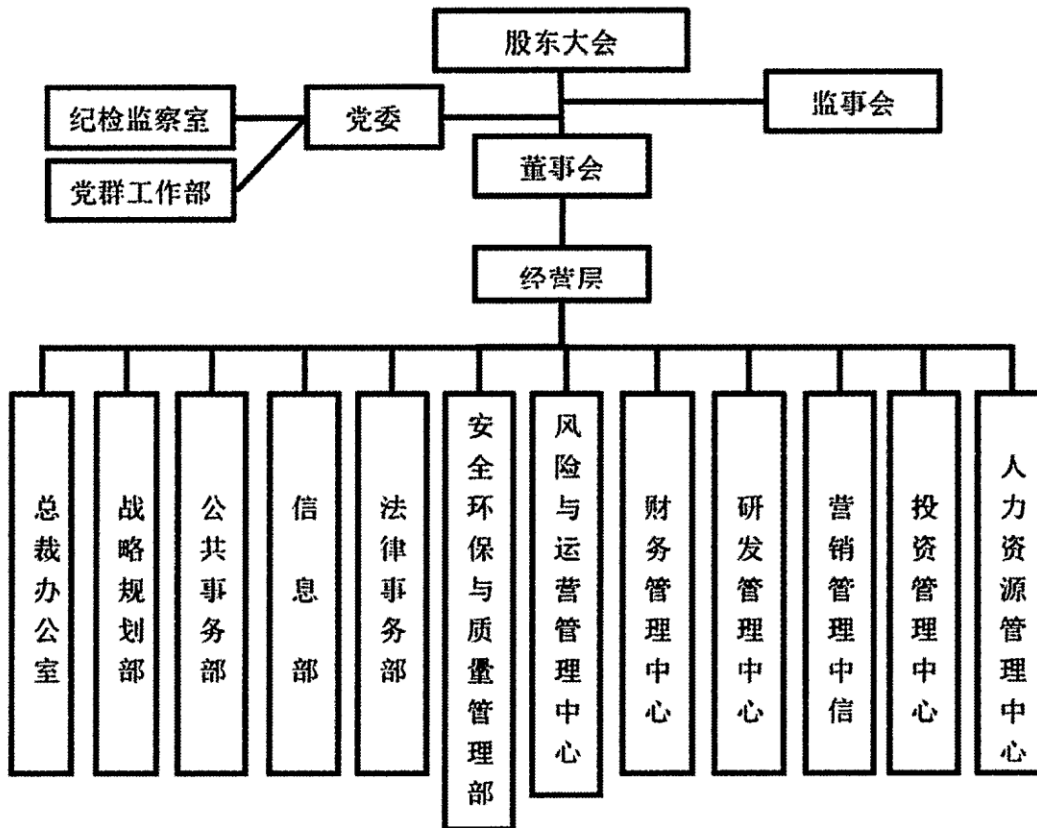 股东大会
监事会
纪检监察室
党委
党群工作部
董事会
经营层
总裁办公室
战略规划部
公共事务部
信息部
法律事务部
安全环保与质量管理部
风险与运营管理中心
财务管理中心
研发管理中心
营销管理中信
投资管理中心
人力资源管理中心